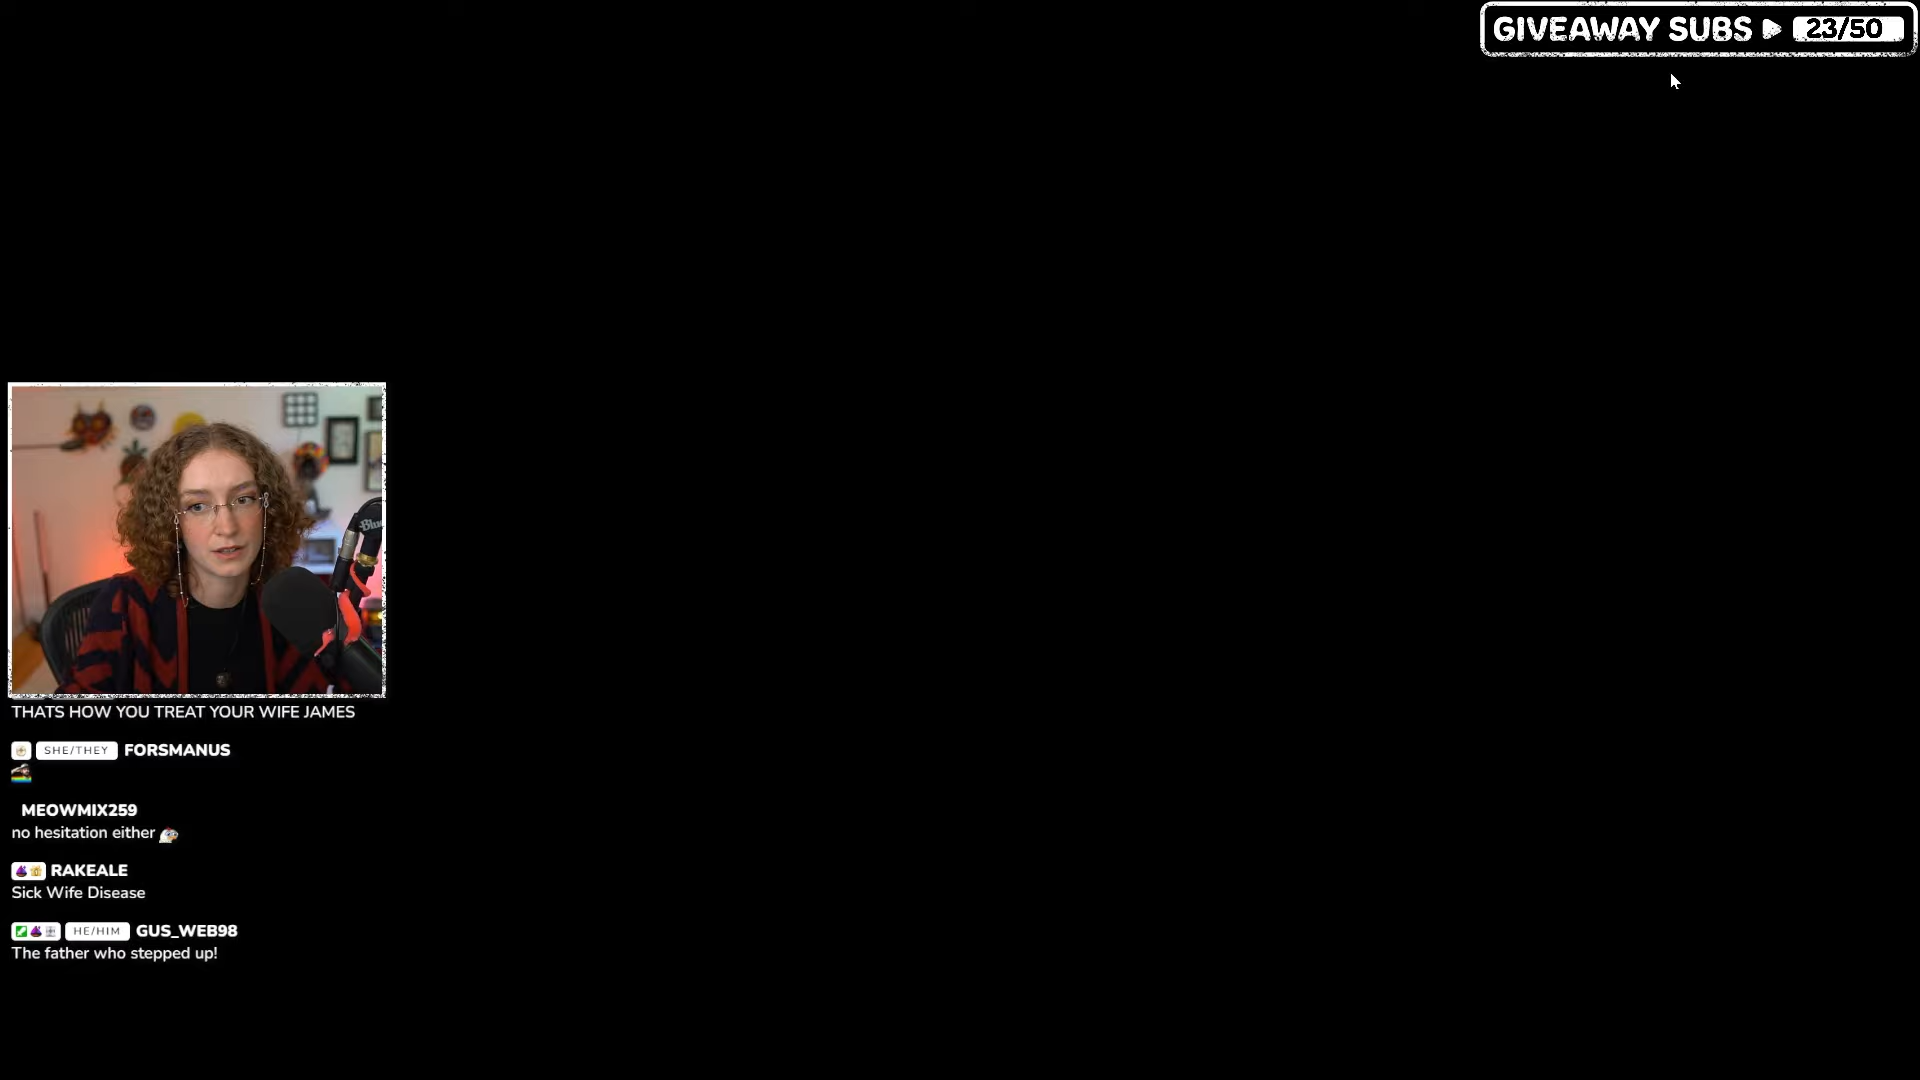 GIVEAWAY SUBS 23/50
Blue
THATS HOW YOU TREAT YOUR WIFE JAMES
SHE/THEY FORSMANUS
MEOWMIX259
no hesitation either
RAKEALE
Sick Wife Disease
HE/HIM GUS_WEB98
The father who stepped up!